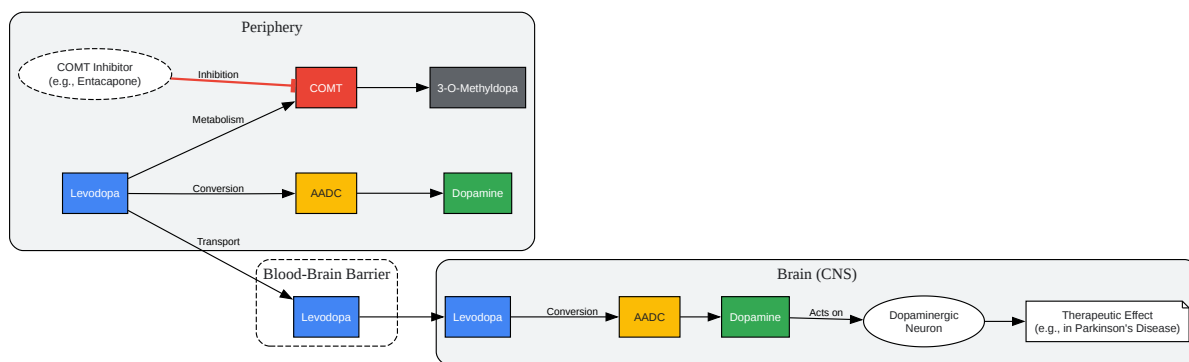 Periphery
COMT Inhibitor
(e.g., Entacapone)
Inhibition
COMT
3-O-Methyldopa
Metabolism
Levodopa
Conversion
AADC
Dopamine
Transport
Blood-Brain Barrier
Levodopa
Brain (CNS)
Levodopa
Conversion
AADC
Dopamine
Acts on
Dopaminergic
Neuron
Therapeutic Effect
(e.g., in Parkinson's Disease)